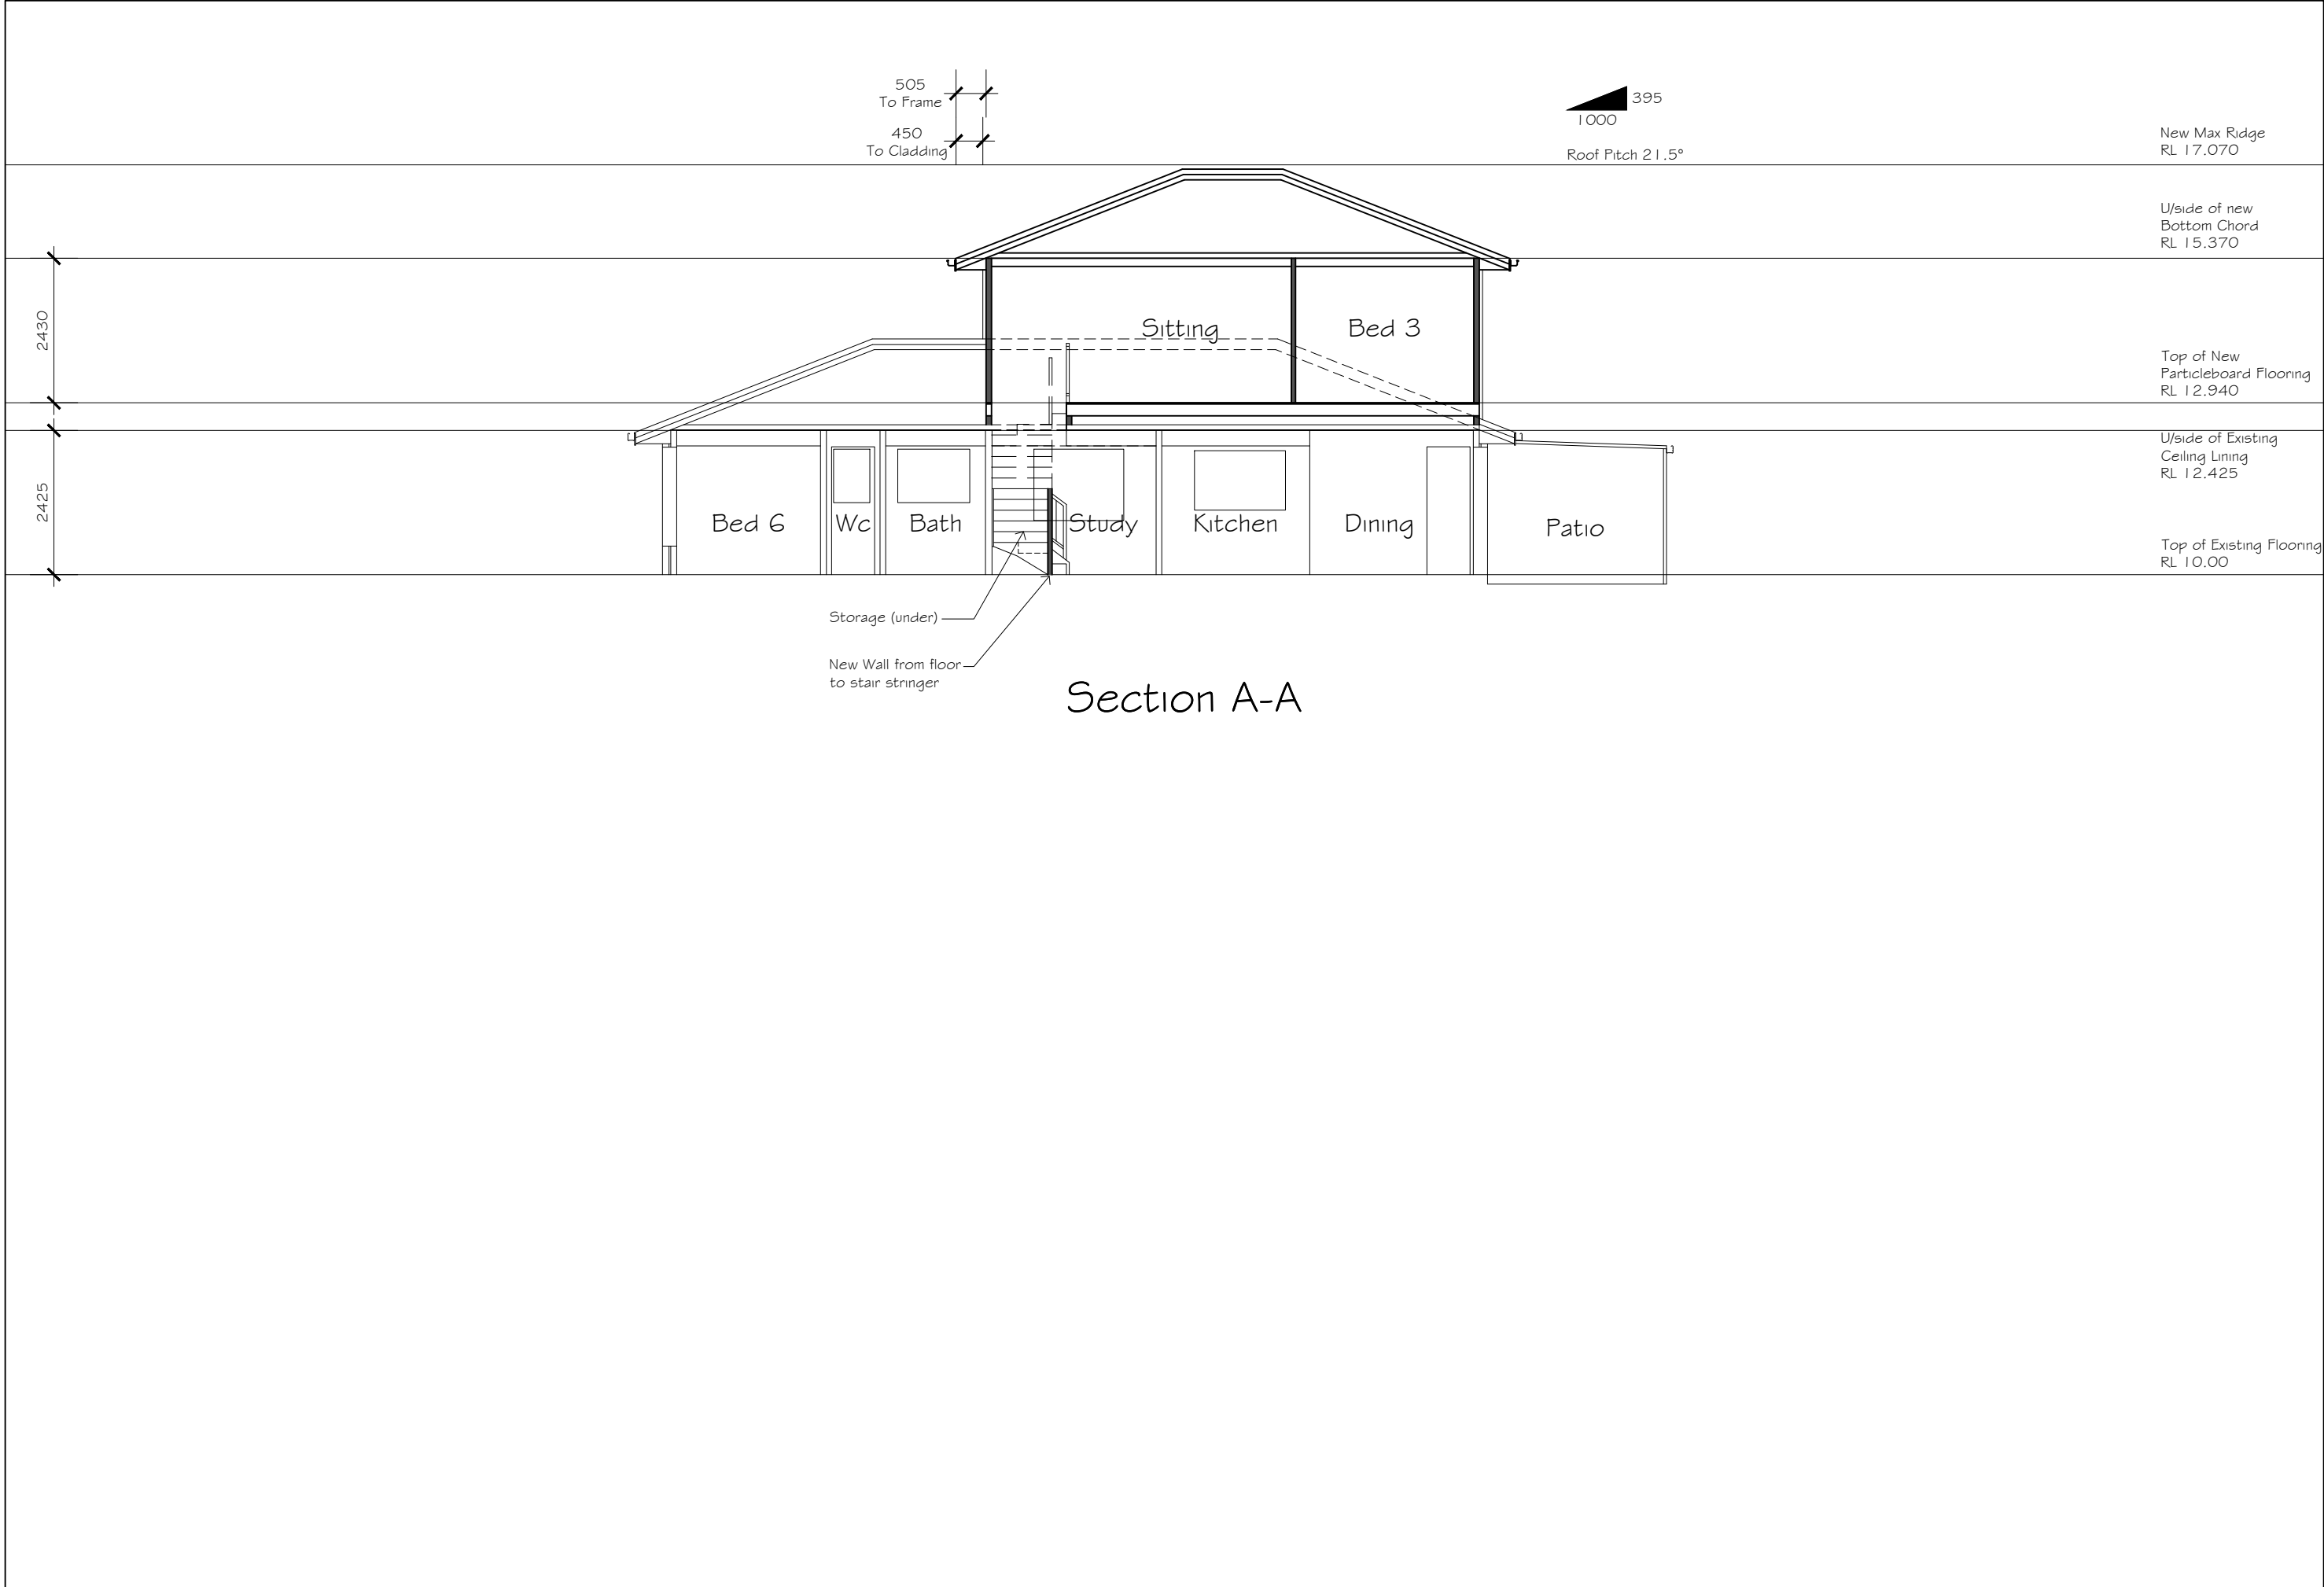 505
To Frame
450
To Cladding
395
1000
Roof Pitch 21.5°
New Max Ridge
RL 17.070
U/side of new
Bottom Chord
RL 15.370
2430
Sitting
Bed 3
Top of New
Particleboard Flooring
RL 12.940
U/side of Existing
Ceiling Lining
RL 12.425
2425
Bed 6
Wc
Bath
Study
Kitchen
Dining
Patio
Top of Existing Flooring
RL 10.00
Storage (under)
New Wall from floor
to stair stringer
Section A-A